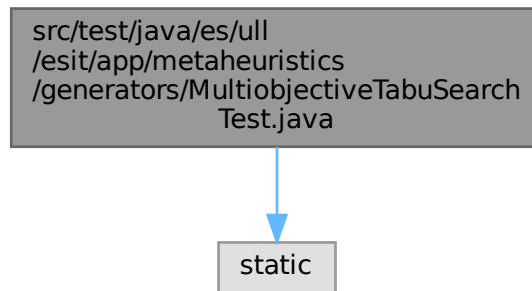 src/test/java/es/ull
/esit/app/metaheuristics
/generators/MultiobjectiveTabuSearch
Test.java
static